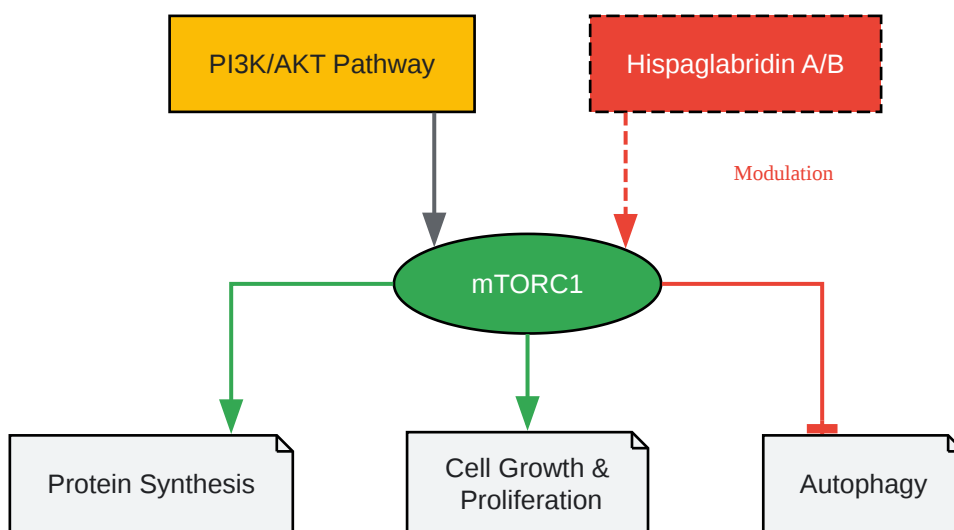 PI3K/AKT Pathway
Hispaglabridin A/B
Modulation
mTORC1
Protein Synthesis
Cell Growth &
Proliferation
Autophagy